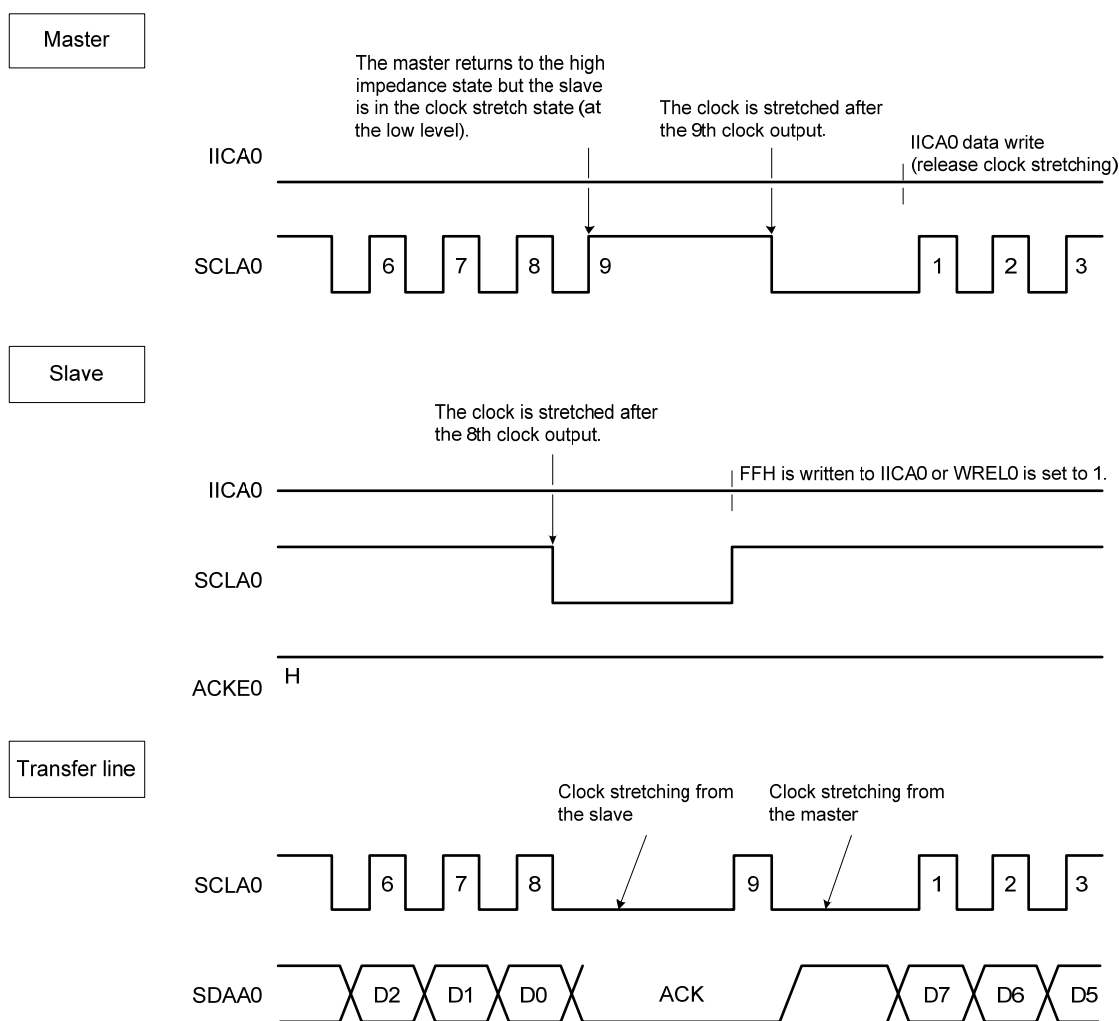 Master
The master returns to the high
impedance state but the slave
is in the clock stretch state (at
the low level).
The clock is stretched after
the 9th clock output.
IICA0 data write
(release clock stretching)
IICA0
SCLA0
6 7 8 9 1 2 3
Slave
The clock is stretched after
the 8th clock output.
FFH is written to IICA0 or WREL0 is set to 1.
IICA0
SCLA0
H
ACKE0
Transfer line
Clock stretching from
the slave
Clock stretching from
the master
SCLA0
6 7 8 9 1 2 3
SDAA0
D2 D1 D0 ACK D7 D6 D5